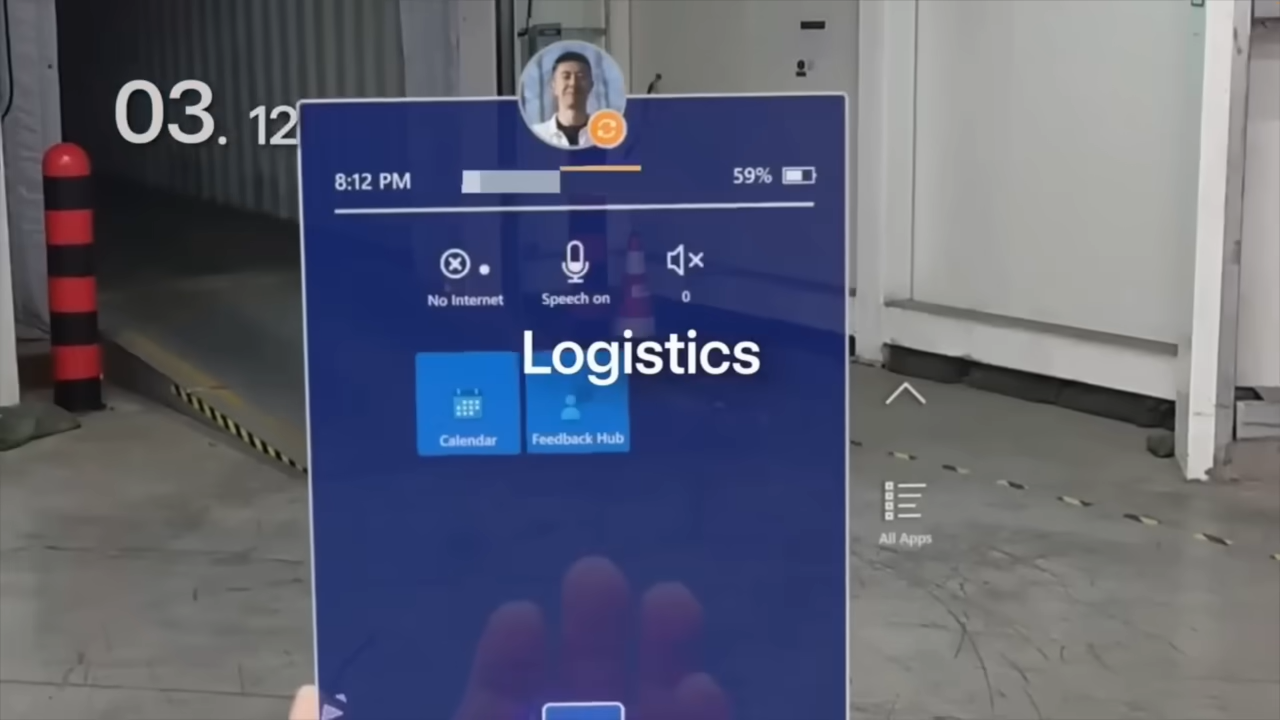 03. 12
8:12 PM
59%
No Internet
Speech on
0
Logistics
Calendar
Feedback Hub
All Apps